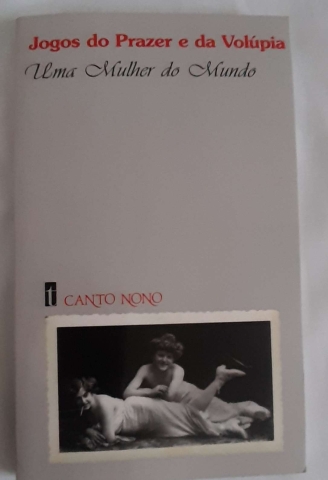 Jogos do Prazer e da Volúpia
Uma Mulher do Mundo
t CANTO NONO